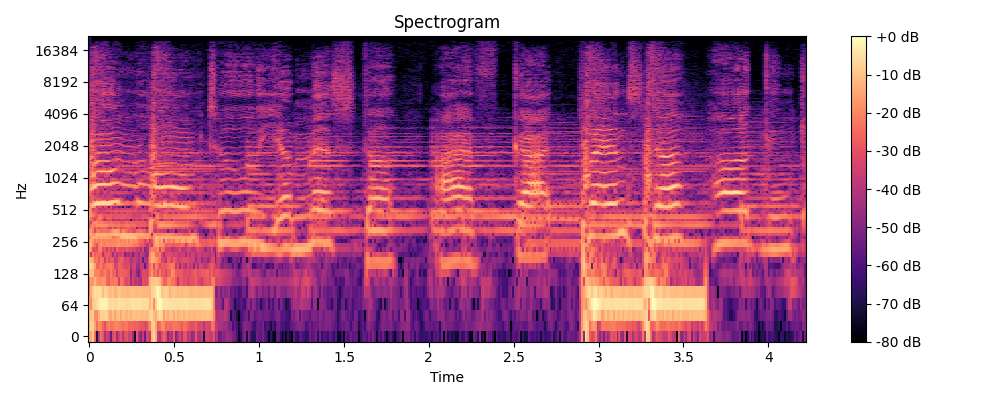 Spectrogram
16384
8192
4096
2048
1024
512
256
128
64
0
Hz
0 0.5 1 1.5 2 2.5 3 3.5 4
Time
+0 dB
-10 dB
-20 dB
-30 dB
-40 dB
-50 dB
-60 dB
-70 dB
-80 dB